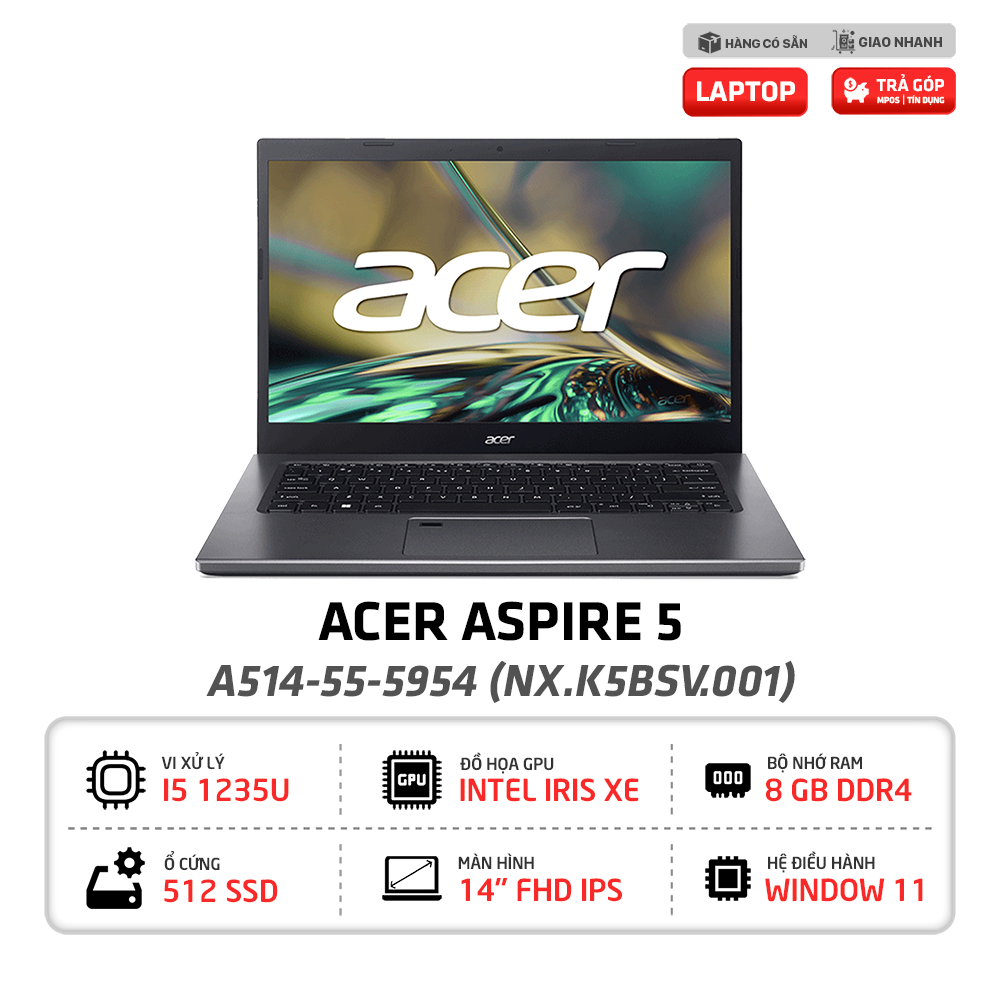 HÀNG CÓ SẴN
GIAO NHANH
LAPTOP
TRẢ GÓP
MPOS | TÍN DỤNG
acer
acer
acer
ACER ASPIRE 5
A514-55-5954 (NX.K5BSV.001)
VI XỬ LÝ
I5 1235U
GPU
ĐỒ HỌA GPU
INTEL IRIS XE
BỘ NHỚ RAM
8 GB DDR4
Ổ CỨNG
512 SSD
MÀN HÌNH
14” FHD IPS
HỆ ĐIỀU HÀNH
WINDOW 11